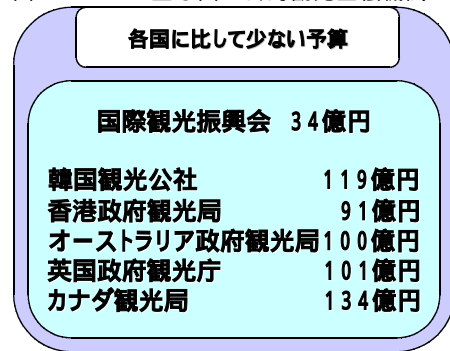 各国に比して少ない予算
国際観光振興会 34億円
韓国観光公社 119億円
香港政府観光局 91億円
オーストラリア政府観光局100億円
英国政府観光庁 101億円
カナダ観光局 134億円